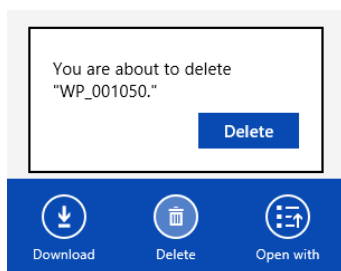 You are about to delete
"WP_001050."
Delete
Download
Delete
Open with